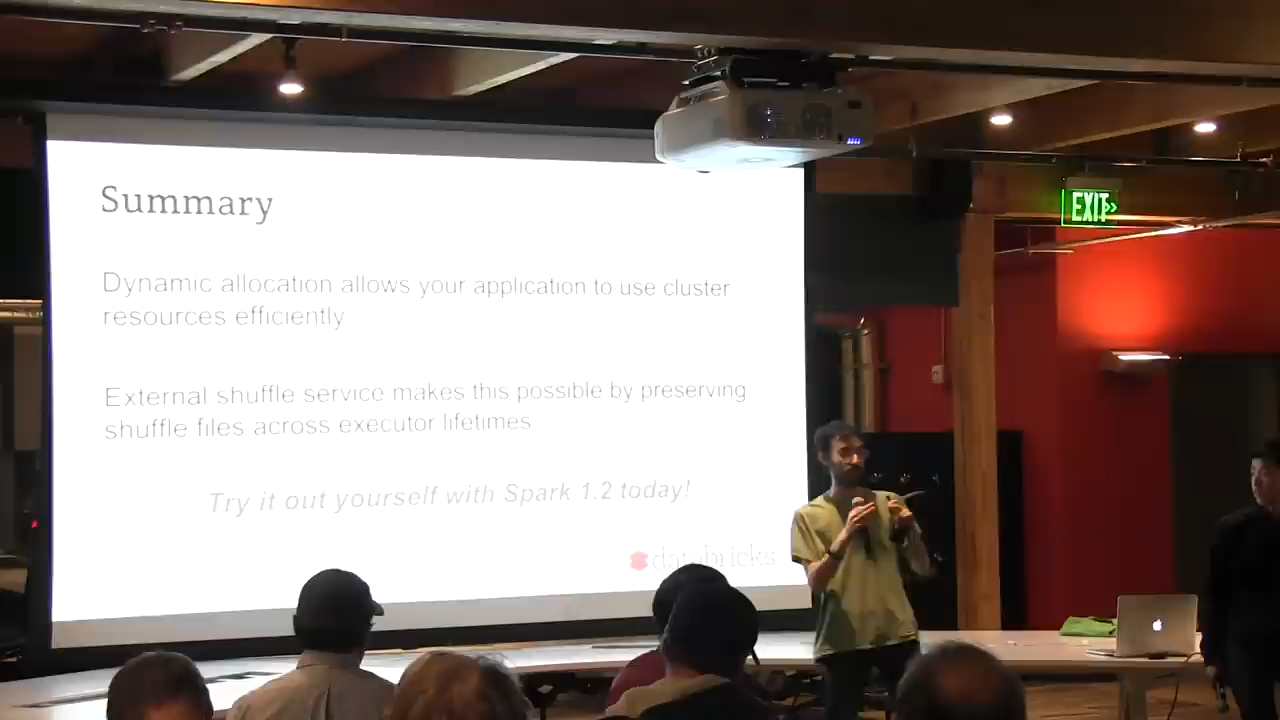 Summary
Dynamic allocation allows your application to use cluster
resources efficiently
External shuffle service makes this possible by preserving
shuffle files across executor lifetimes
Try it out yourself with Spark 1.2 today!
databricks
EXIT